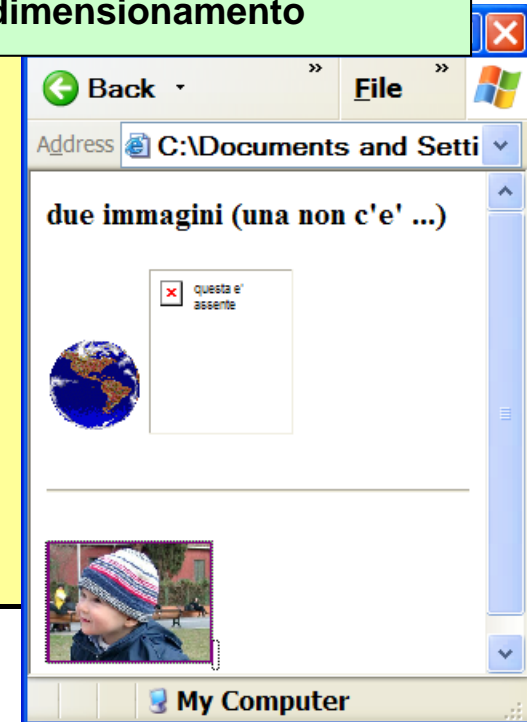 dimensionamento
Back » File »
Address C:\Documents and Setti
due immagini (una non c'e' ...)
questa e'
assente
My Computer